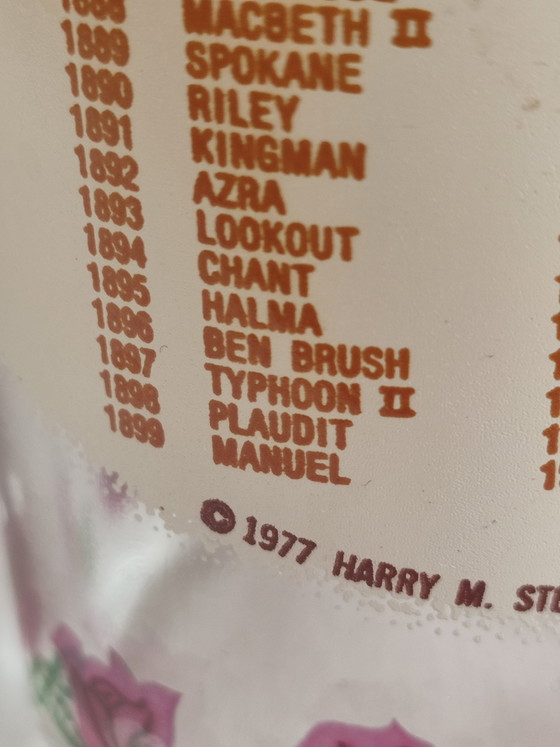 1888 MACBETH II
1889 SPOKANE
1890 RILEY
1891 KINGMAN
1892 AZRA
1893 LOOKOUT
1894 CHANT
1895 HALMA
1896 BEN BRUSH
1897 TYPHOON II
1898 PLAUDIT
1899 MANUEL
© 1977 HARRY M.